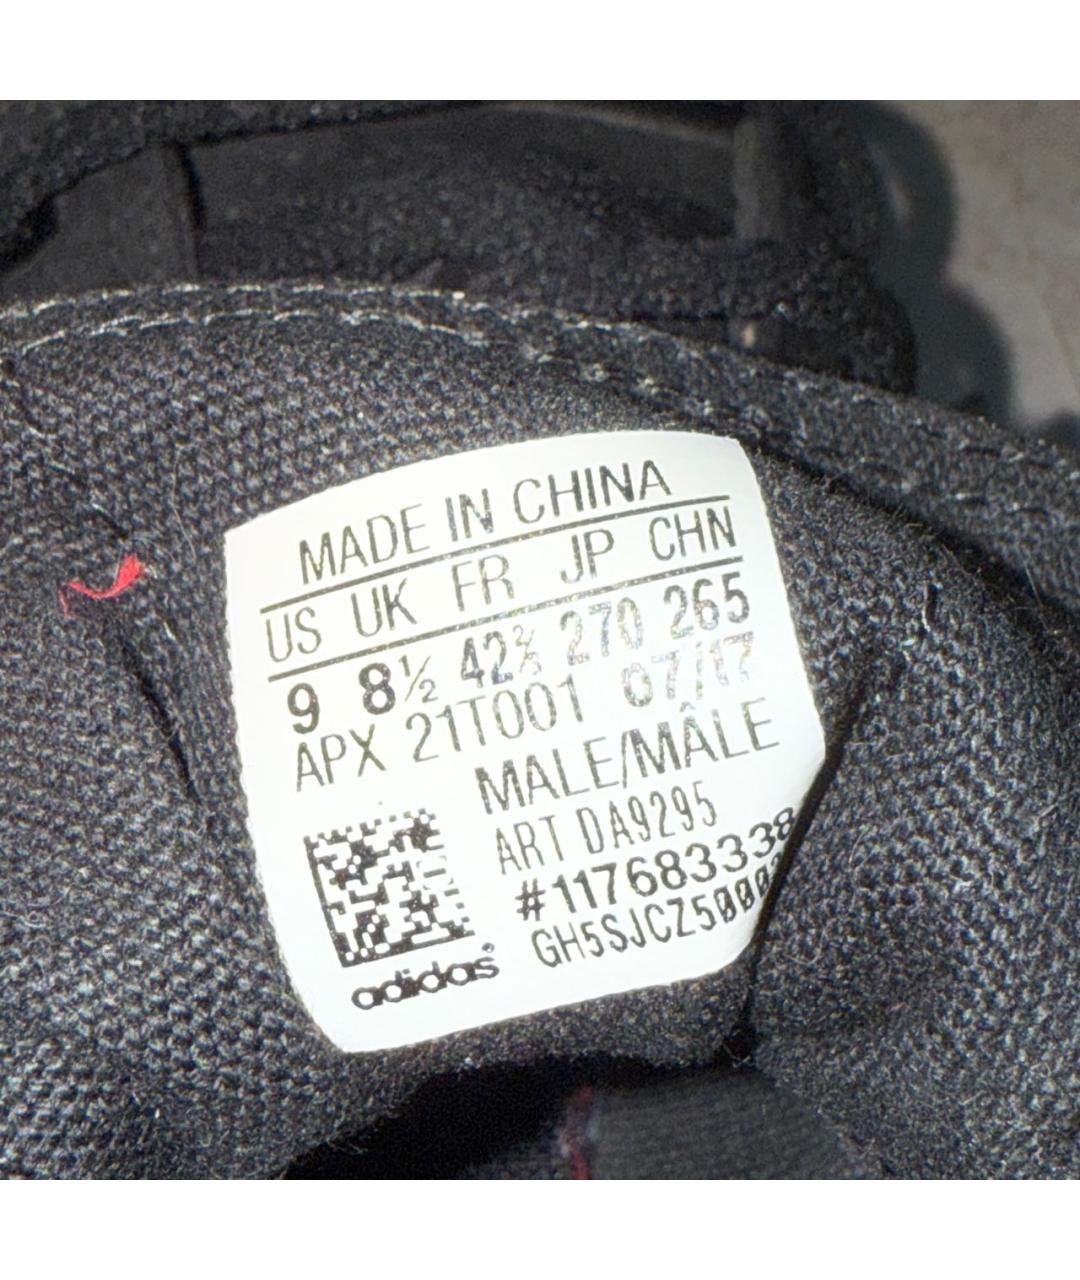 MADE IN CHINA
US UK FR JP CHN
9 8½ 42⅔ 270 265
APX 21T001 07/17
MALE/MÂLE
ART DA9295
#117683338
GH5SJCZ5000
adidas